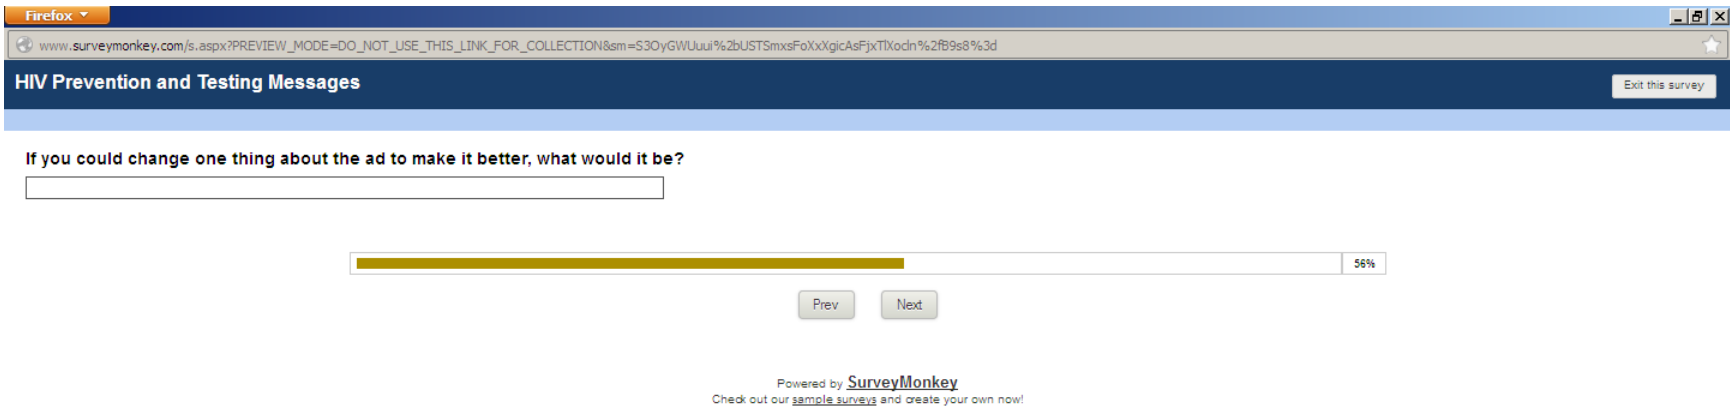 Firefox
www.surveymonkey.com/s.aspx?PREVIEW_MODE=DO_NOT_USE_THIS_LINK_FOR_COLLECTION&sm=S3OyGWUuui%2bUSTSmxsFoXxXgicAsFjxTlXocln%2fB9s8%3d
HIV Prevention and Testing Messages
Exit this survey
If you could change one thing about the ad to make it better, what would it be?
56%
Prev Next
Powered by SurveyMonkey
Check out our sample surveys and create your own now!